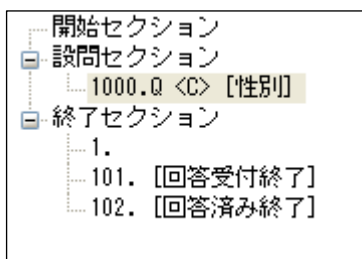 開始セクション
設問セクション
1000.Q <C> [性別]
終了セクション
1.
101. [回答受付終了]
102. [回答済み終了]